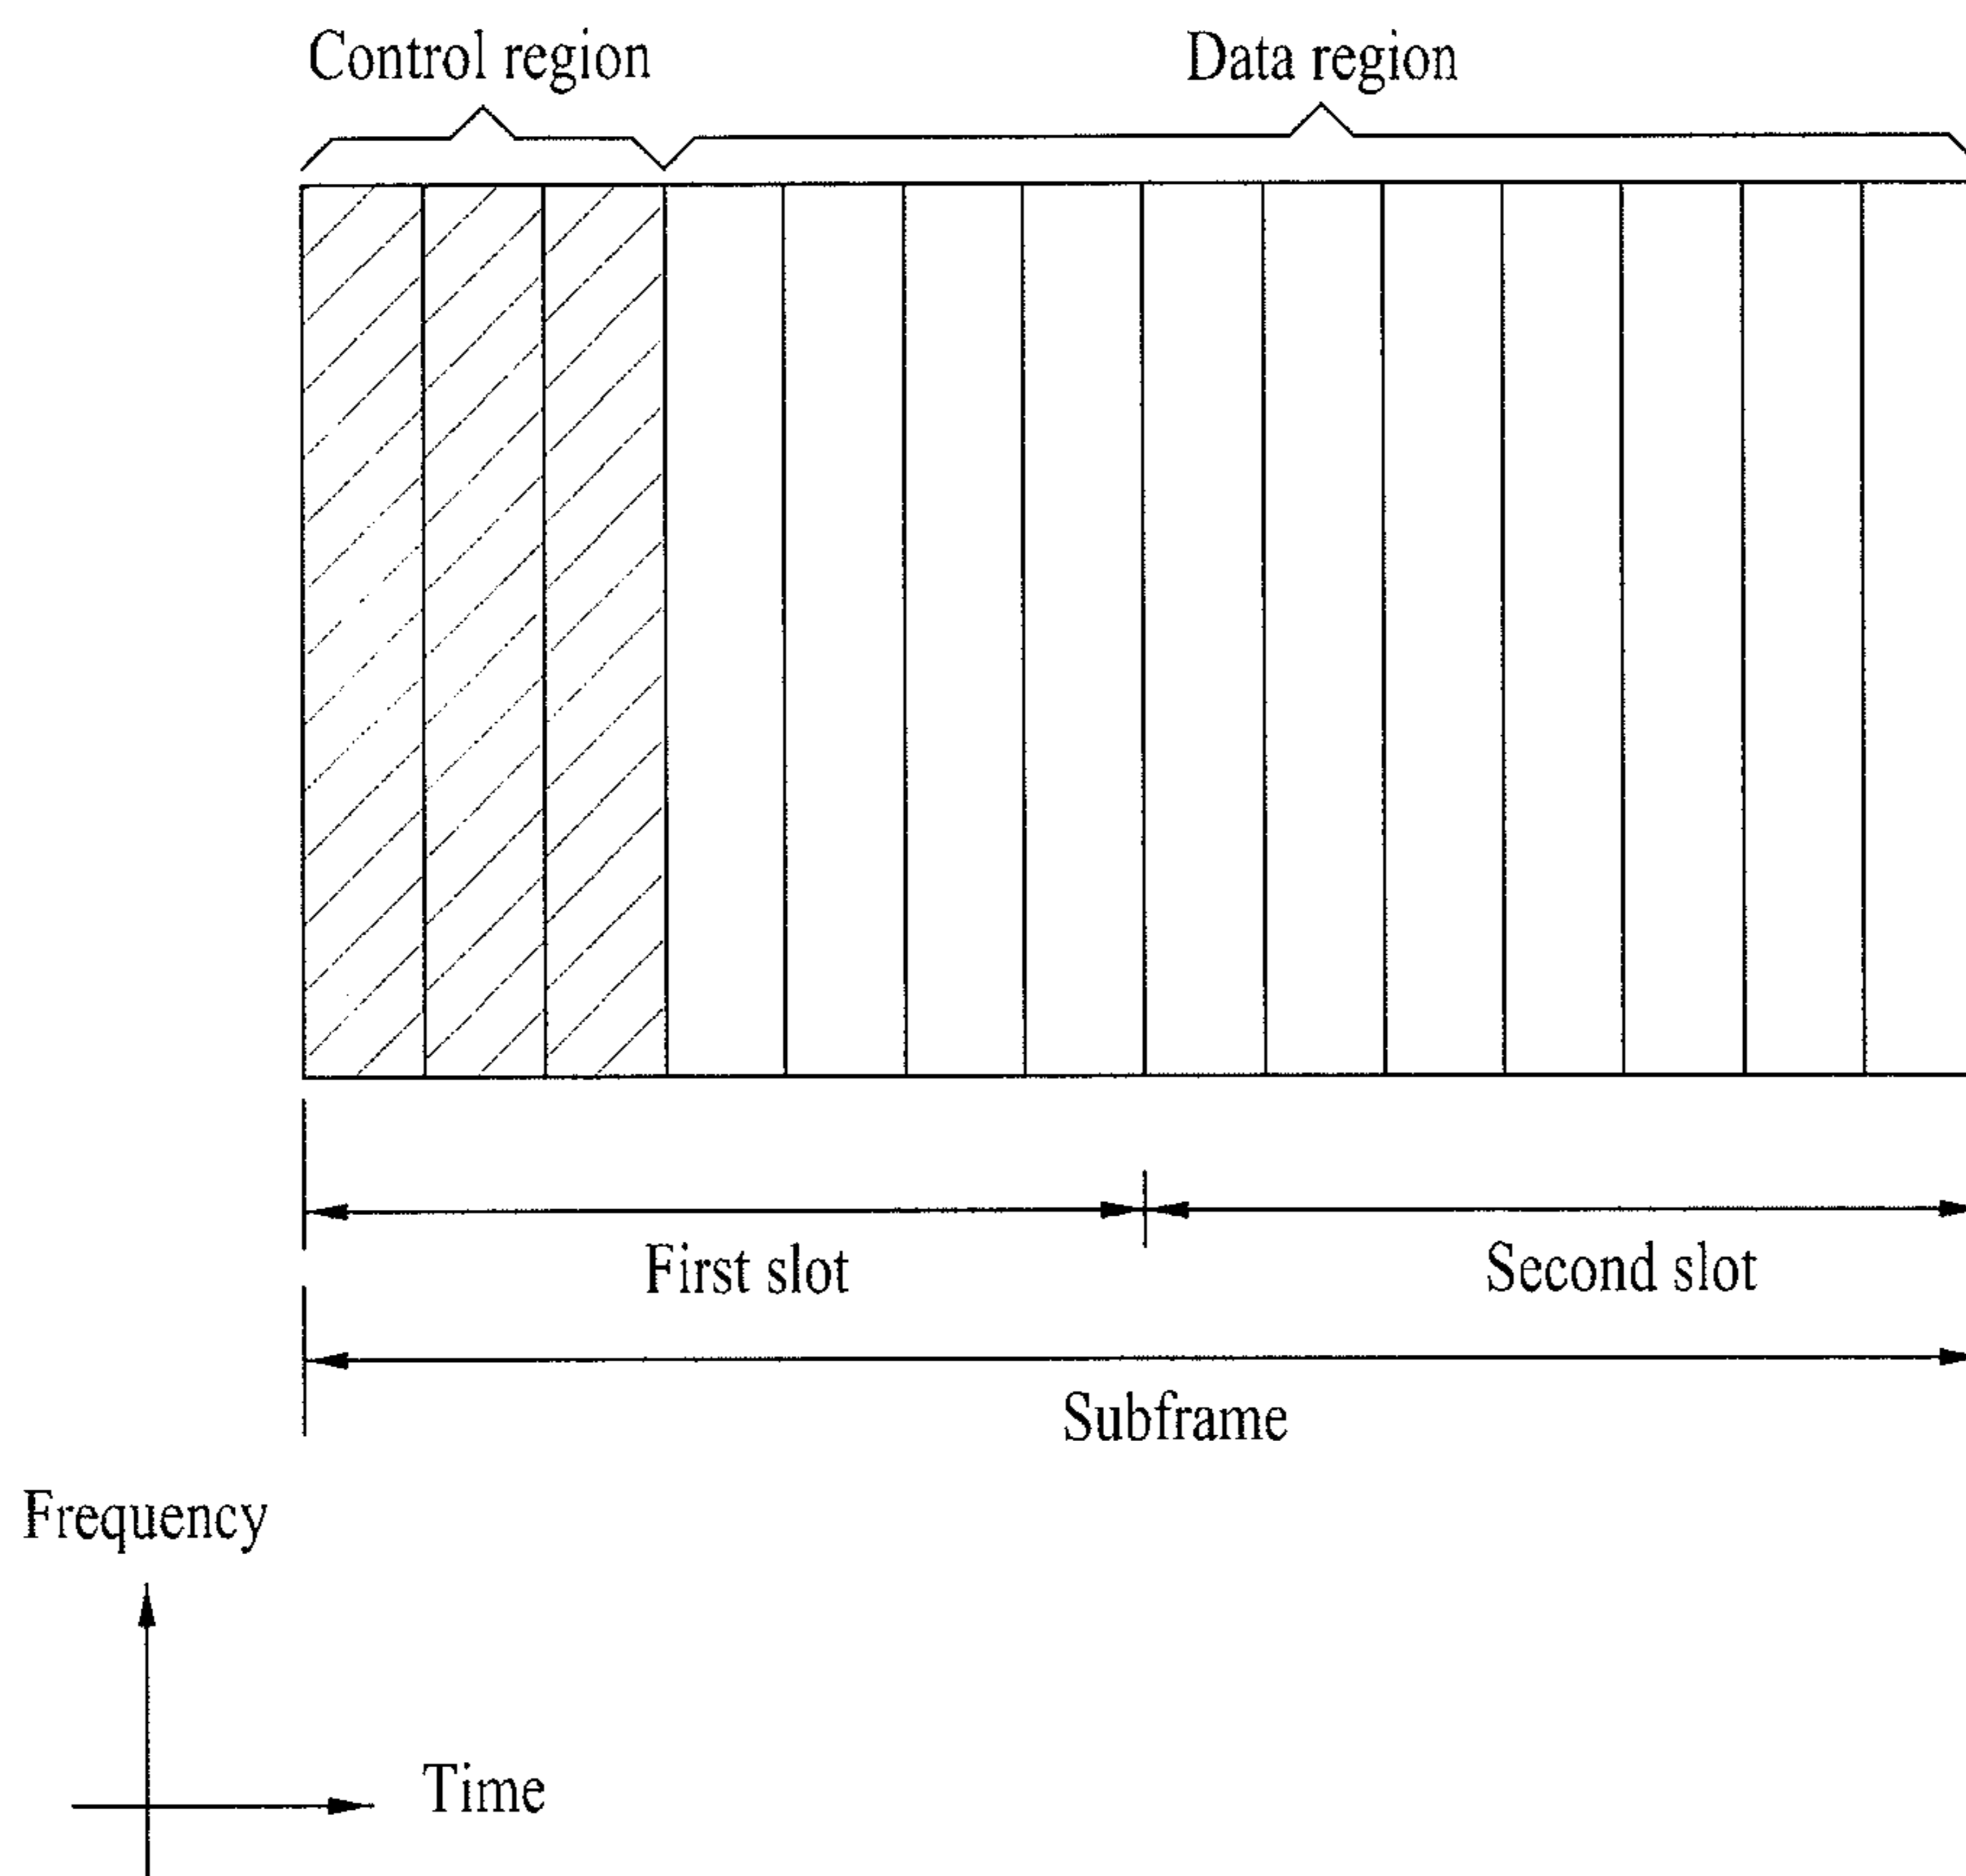 Control region
Data region
First slot
Second slot
Subframe
Frequency
Time